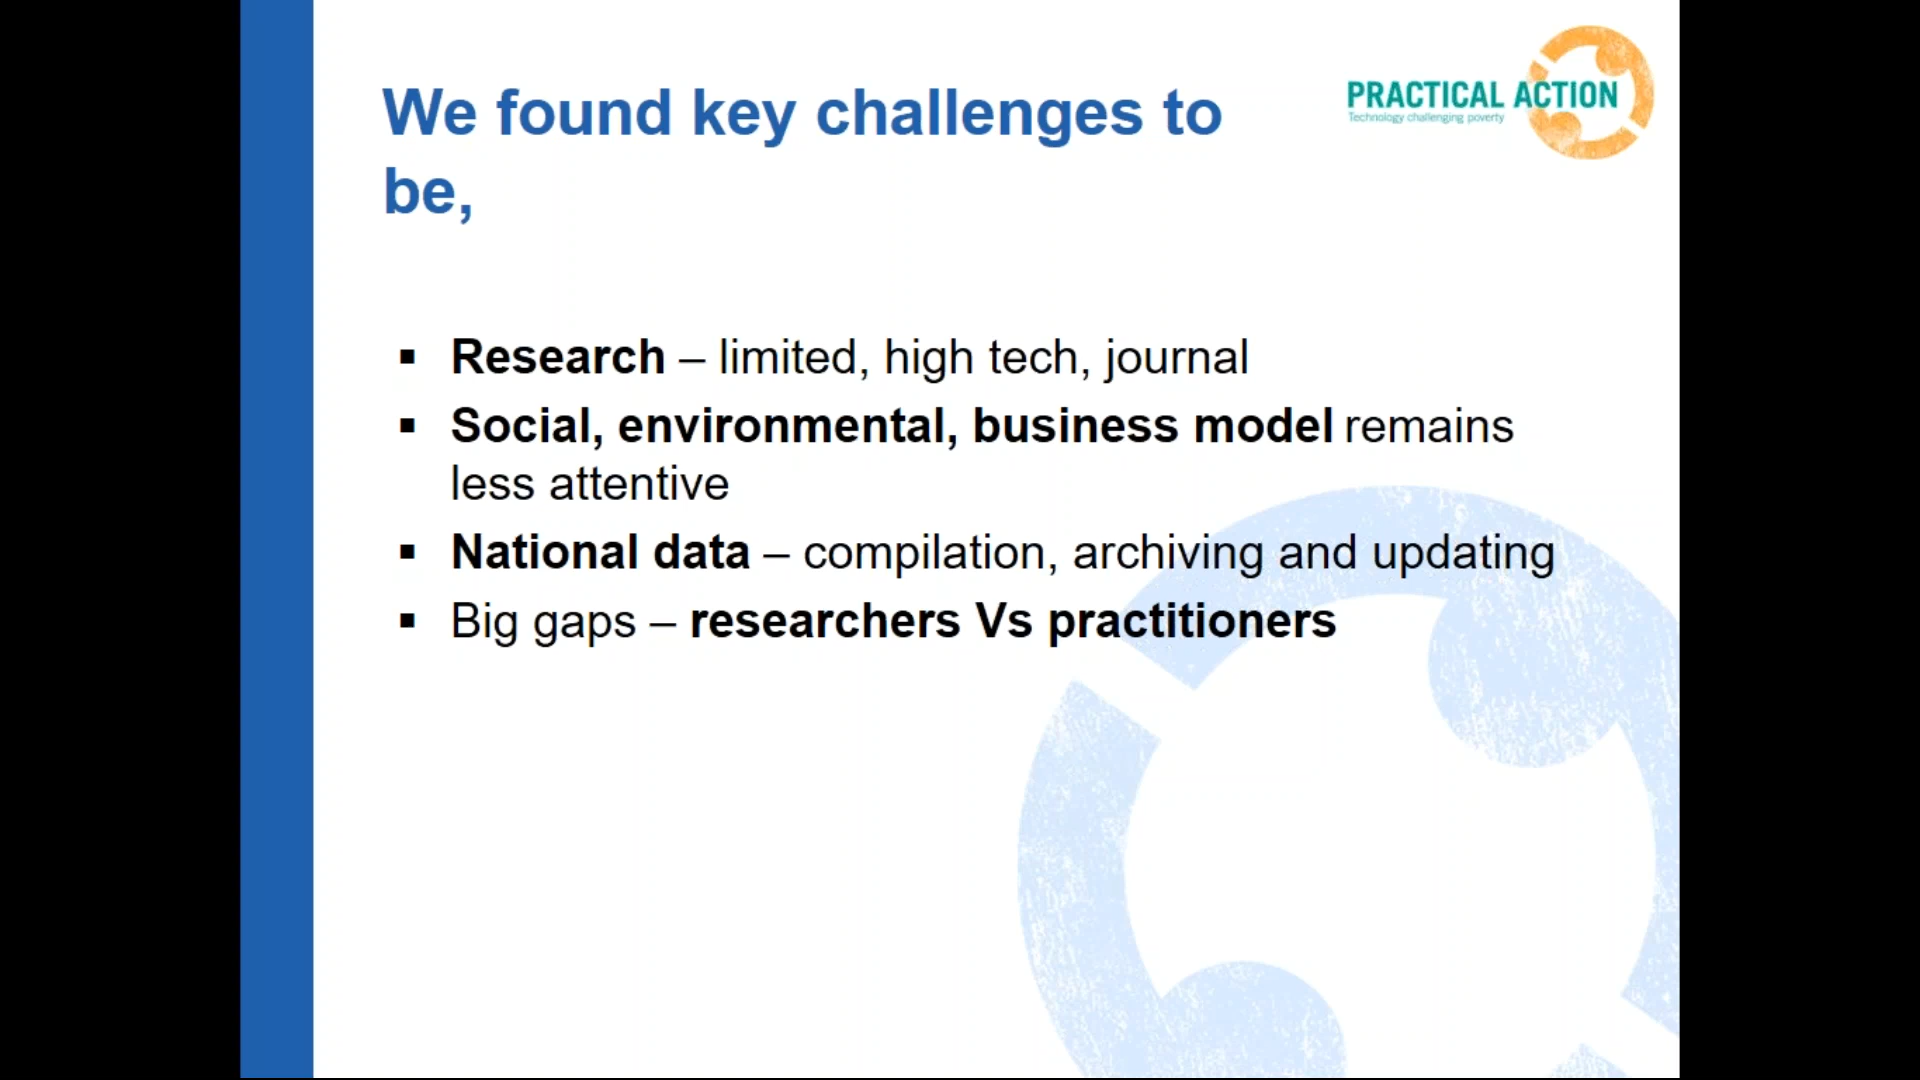 We found key challenges to
be,
PRACTICAL ACTION
Technology challenging poverty
▪ Research – limited, high tech, journal
▪ Social, environmental, business model remains
less attentive
▪ National data – compilation, archiving and updating
▪ Big gaps – researchers Vs practitioners